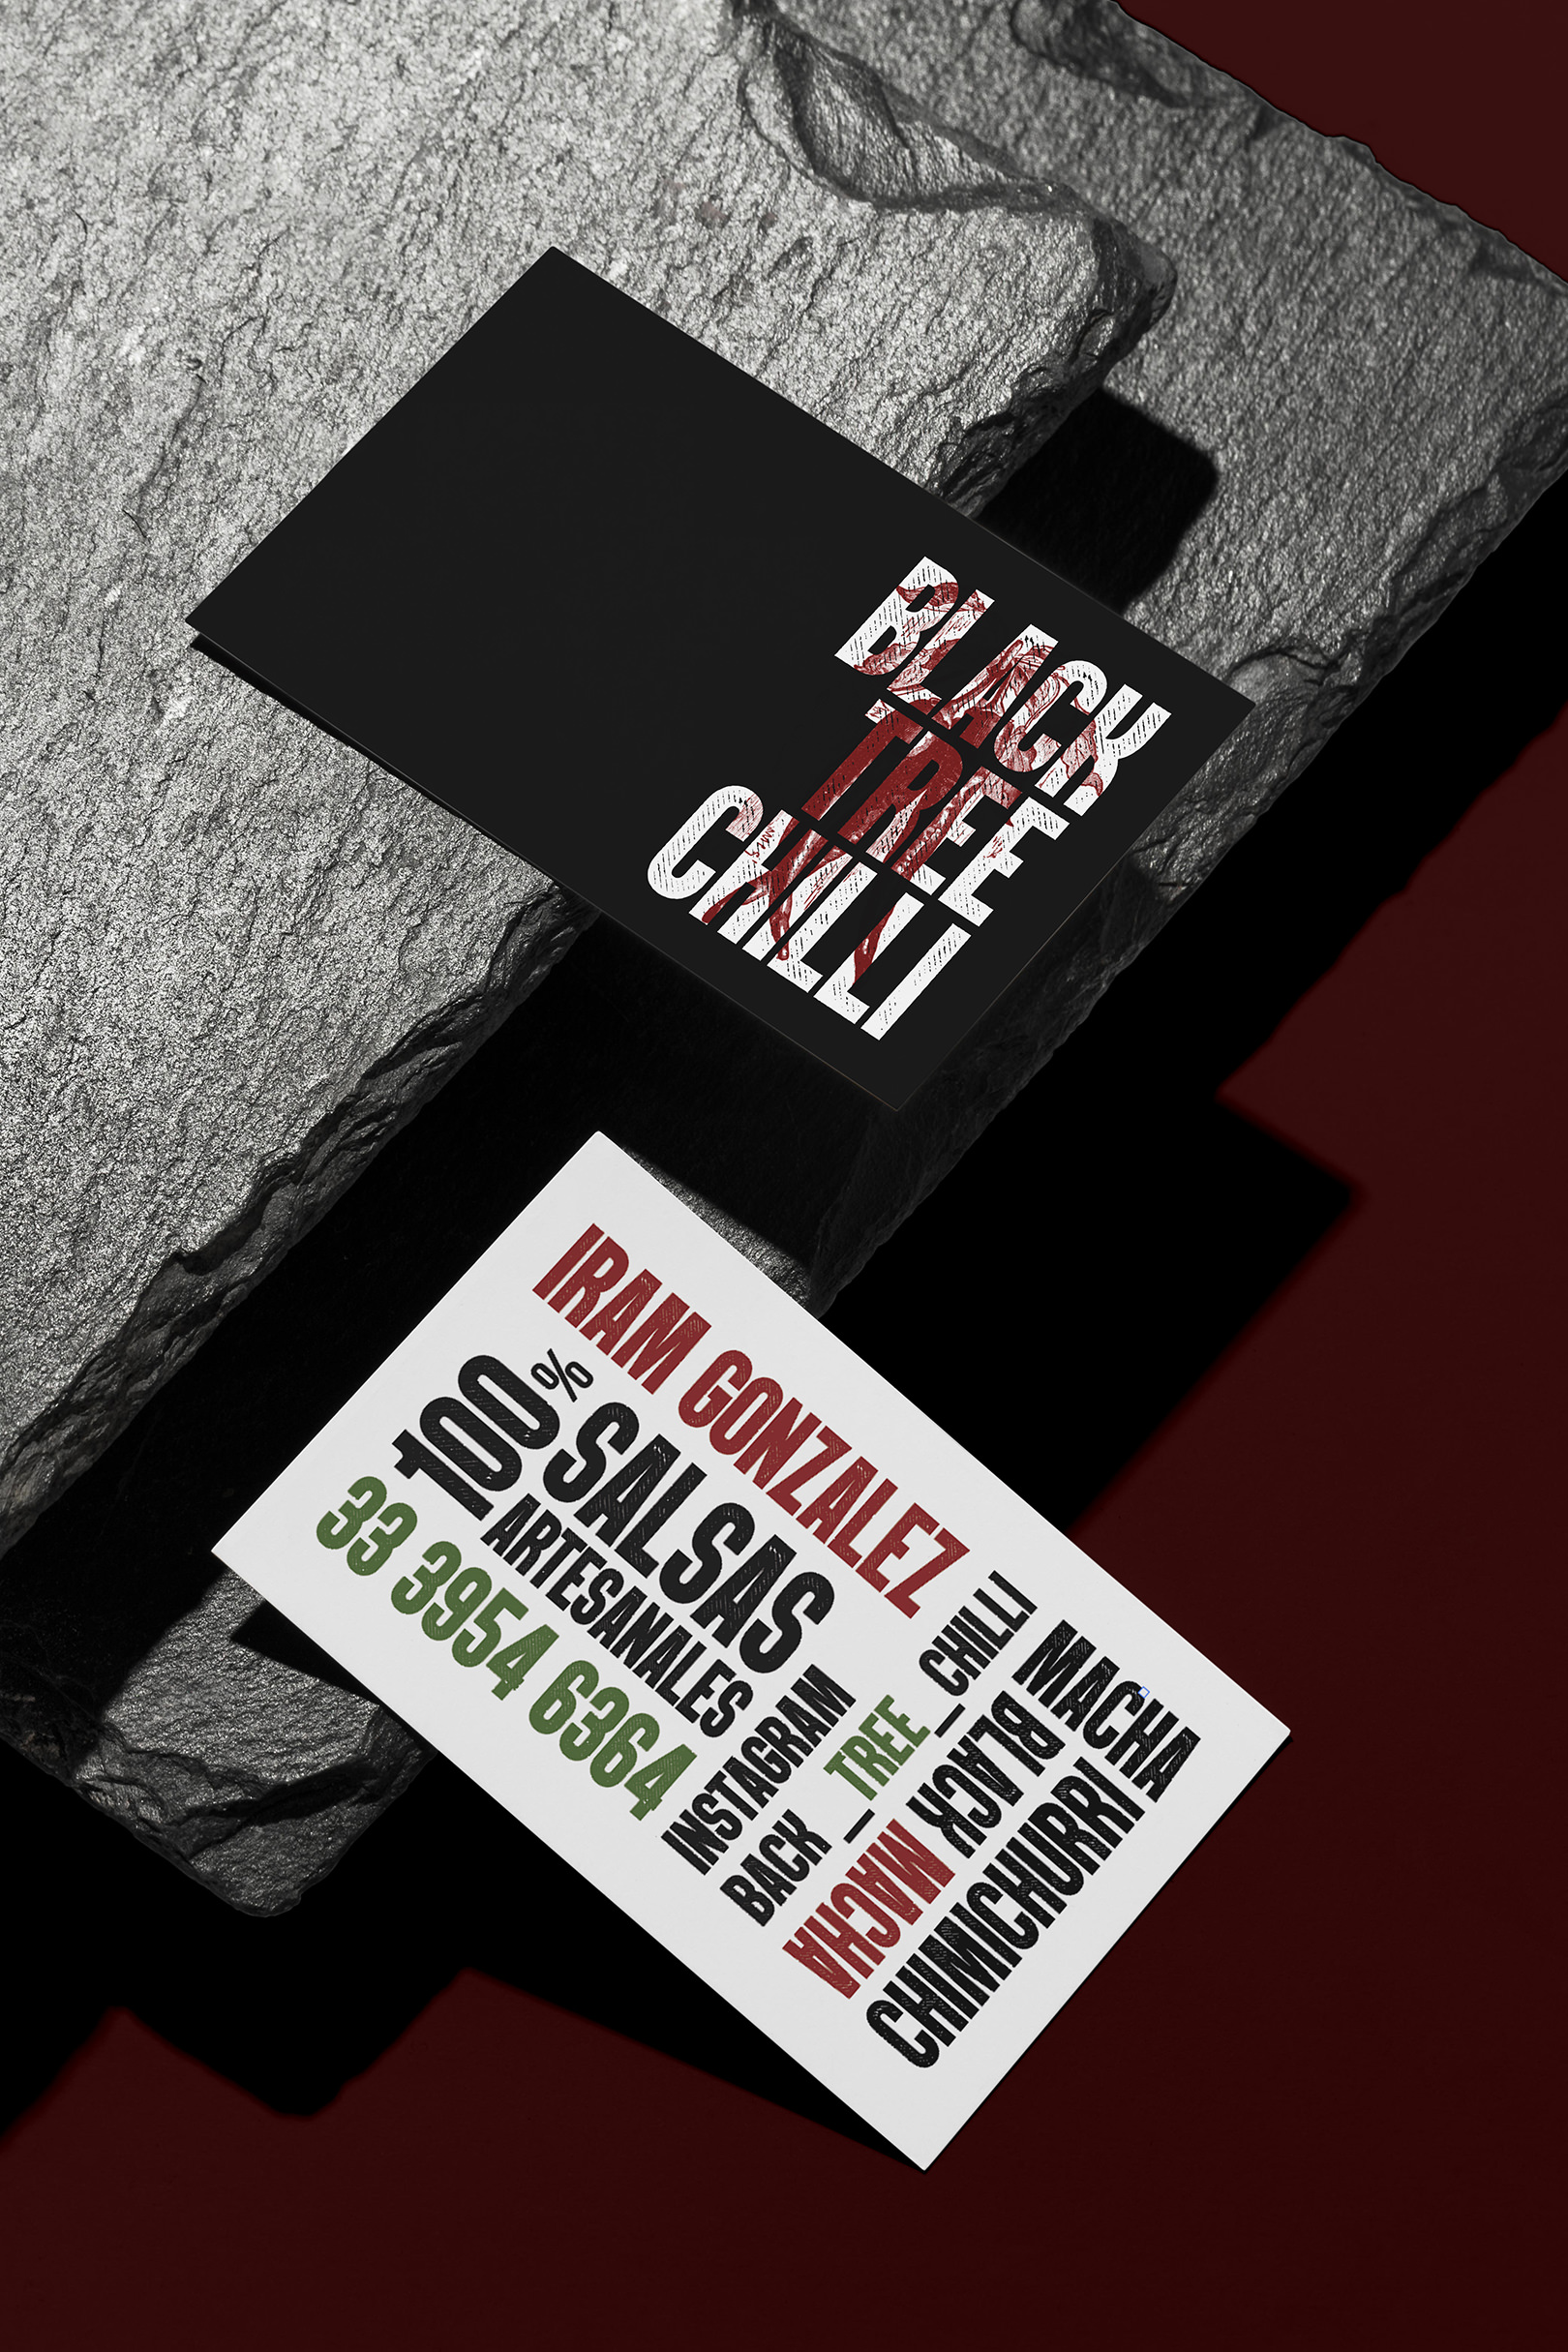 BLACK
TREE
CHILLI
IRAM GONZALEZ
100%
SALSAS
ARTESANALES
33 3954 6364
INSTAGRAM
BACK_TREE_CHILLI
MACHA BLACK
CHIMICHURRI
MACHA